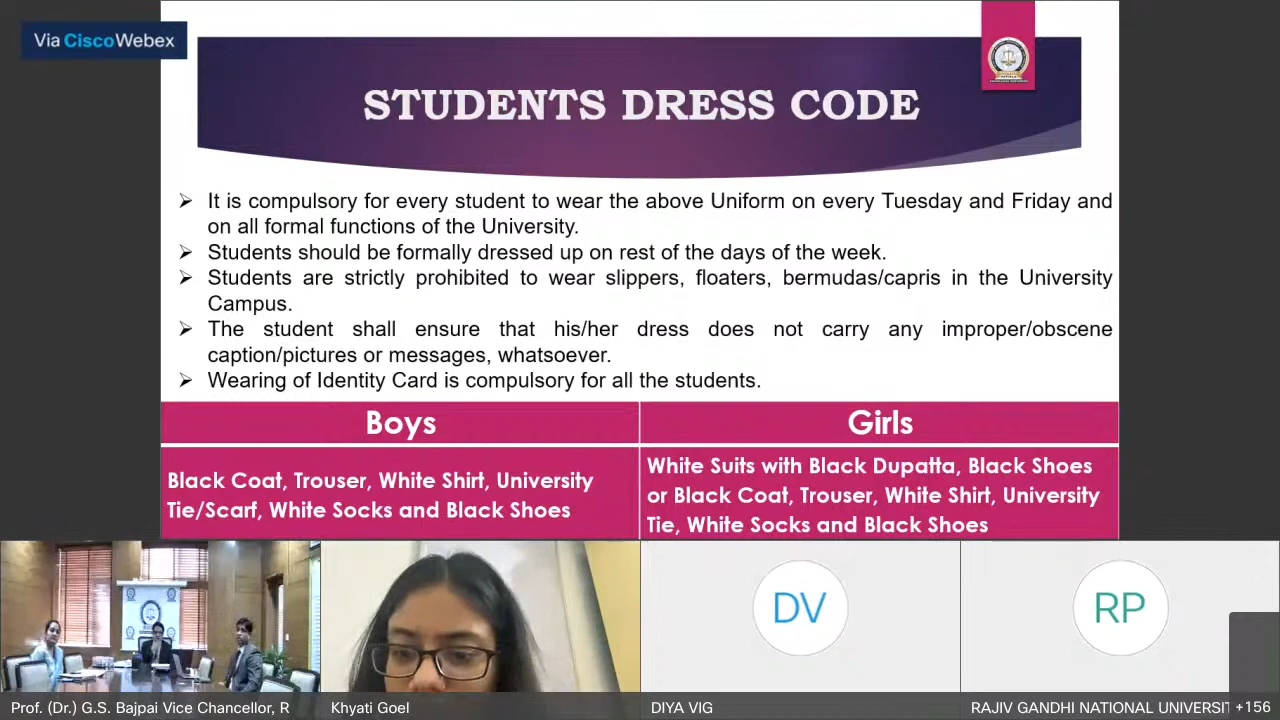 Via Cisco Webex
STUDENTS DRESS CODE
It is compulsory for every student to wear the above Uniform on every Tuesday and Friday and
on all formal functions of the University.
Students should be formally dressed up on rest of the days of the week.
Students are strictly prohibited to wear slippers, floaters, bermudas/capris in the University
Campus.
The student shall ensure that his/her dress does not carry any improper/obscene
caption/pictures or messages, whatsoever.
Wearing of Identity Card is compulsory for all the students.
Boys
Girls
Black Coat, Trouser, White Shirt, University
Tie/Scarf, White Socks and Black Shoes
White Suits with Black Dupatta, Black Shoes
or Black Coat, Trouser, White Shirt, University
Tie, White Socks and Black Shoes
DV
RP
Prof. (Dr.) G.S. Bajpai Vice Chancellor, R
Khyati Goel
DIYA VIG
RAJIV GANDHI NATIONAL UNIVERSIT
+156